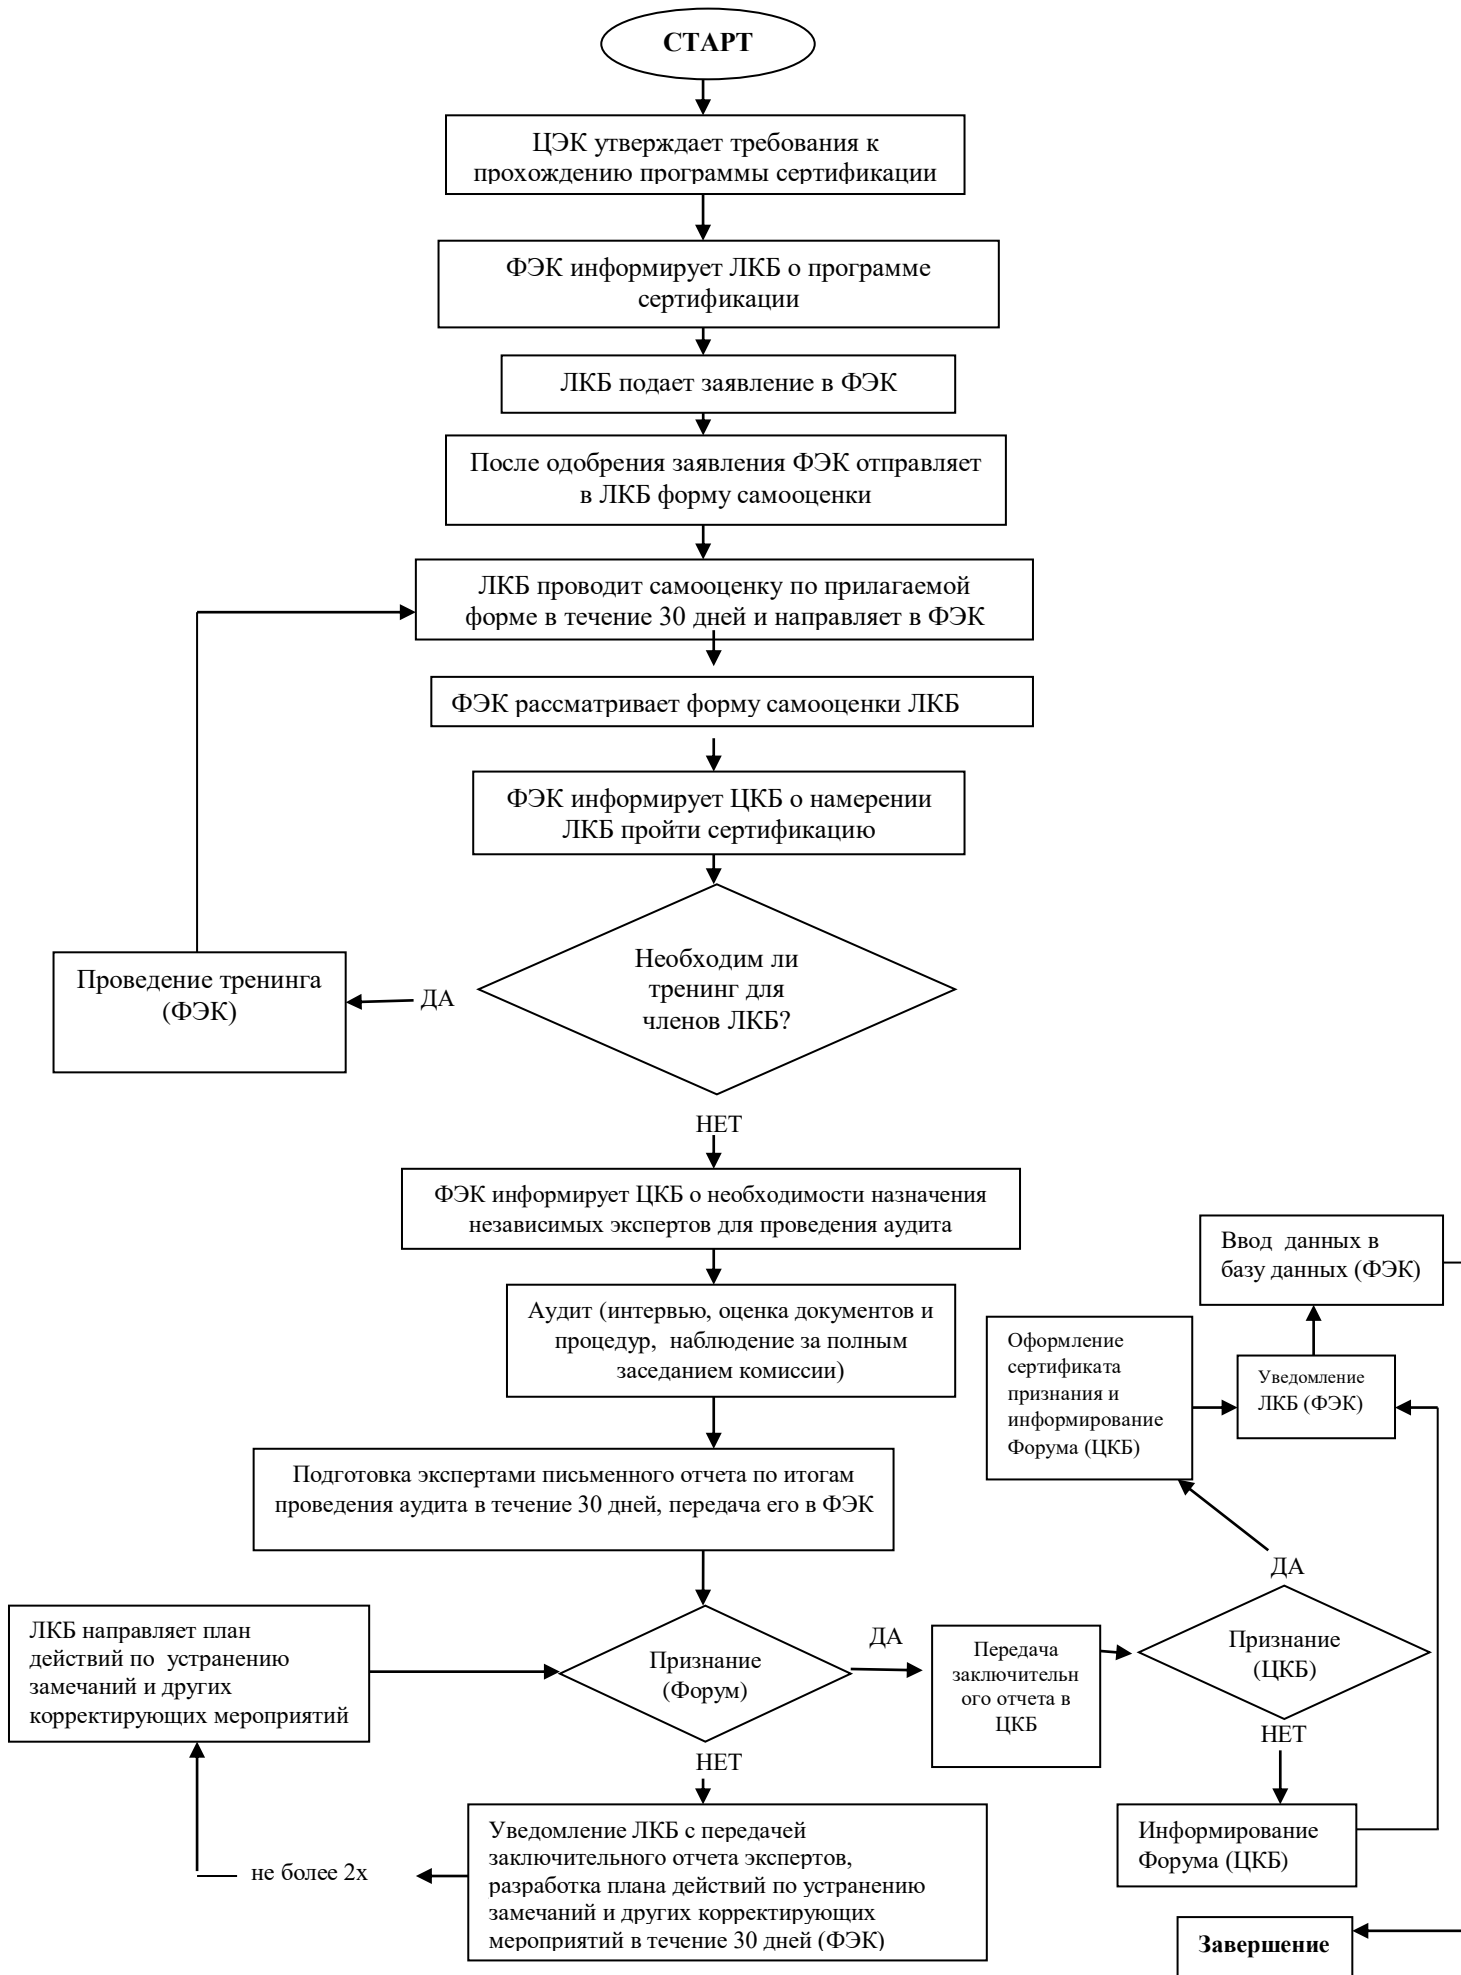 СТАРТ
ЦЭК утверждает требования к
прохождению программы сертификации
ФЭК информирует ЛКБ о программе
сертификации
ЛКБ подает заявление в ФЭК
После одобрения заявления ФЭК отправляет
в ЛКБ форму самооценки
ЛКБ проводит самооценку по прилагаемой
форме в течение 30 дней и направляет в ФЭК
ФЭК рассматривает форму самооценки ЛКБ
ФЭК информирует ЦКБ о намерении
ЛКБ пройти сертификацию
Необходим ли
тренинг для
членов ЛКБ?
ДА
Проведение тренинга
(ФЭК)
НЕТ
ФЭК информирует ЦКБ о необходимости назначения
независимых экспертов для проведения аудита
Аудит (интервью, оценка документов и
процедур, наблюдение за полным
заседанием комиссии)
Подготовка экспертами письменного отчета по итогам
проведения аудита в течение 30 дней, передача его в ФЭК
Признание
(Форум)
НЕТ
Уведомление ЛКБ с передачей
заключительного отчета экспертов,
разработка плана действий по устранению
замечаний и других корректирующих
мероприятий в течение 30 дней (ФЭК)
не более 2х
ЛКБ направляет план
действий по устранению
замечаний и других
корректирующих мероприятий
ДА
Передача
заключительн
ого отчета в
ЦКБ
Признание
(ЦКБ)
ДА
Оформление
сертификата
признания и
информирование
Форума (ЦКБ)
НЕТ
Информирование
Форума (ЦКБ)
Уведомление
ЛКБ (ФЭК)
Ввод данных в
базу данных (ФЭК)
Завершение